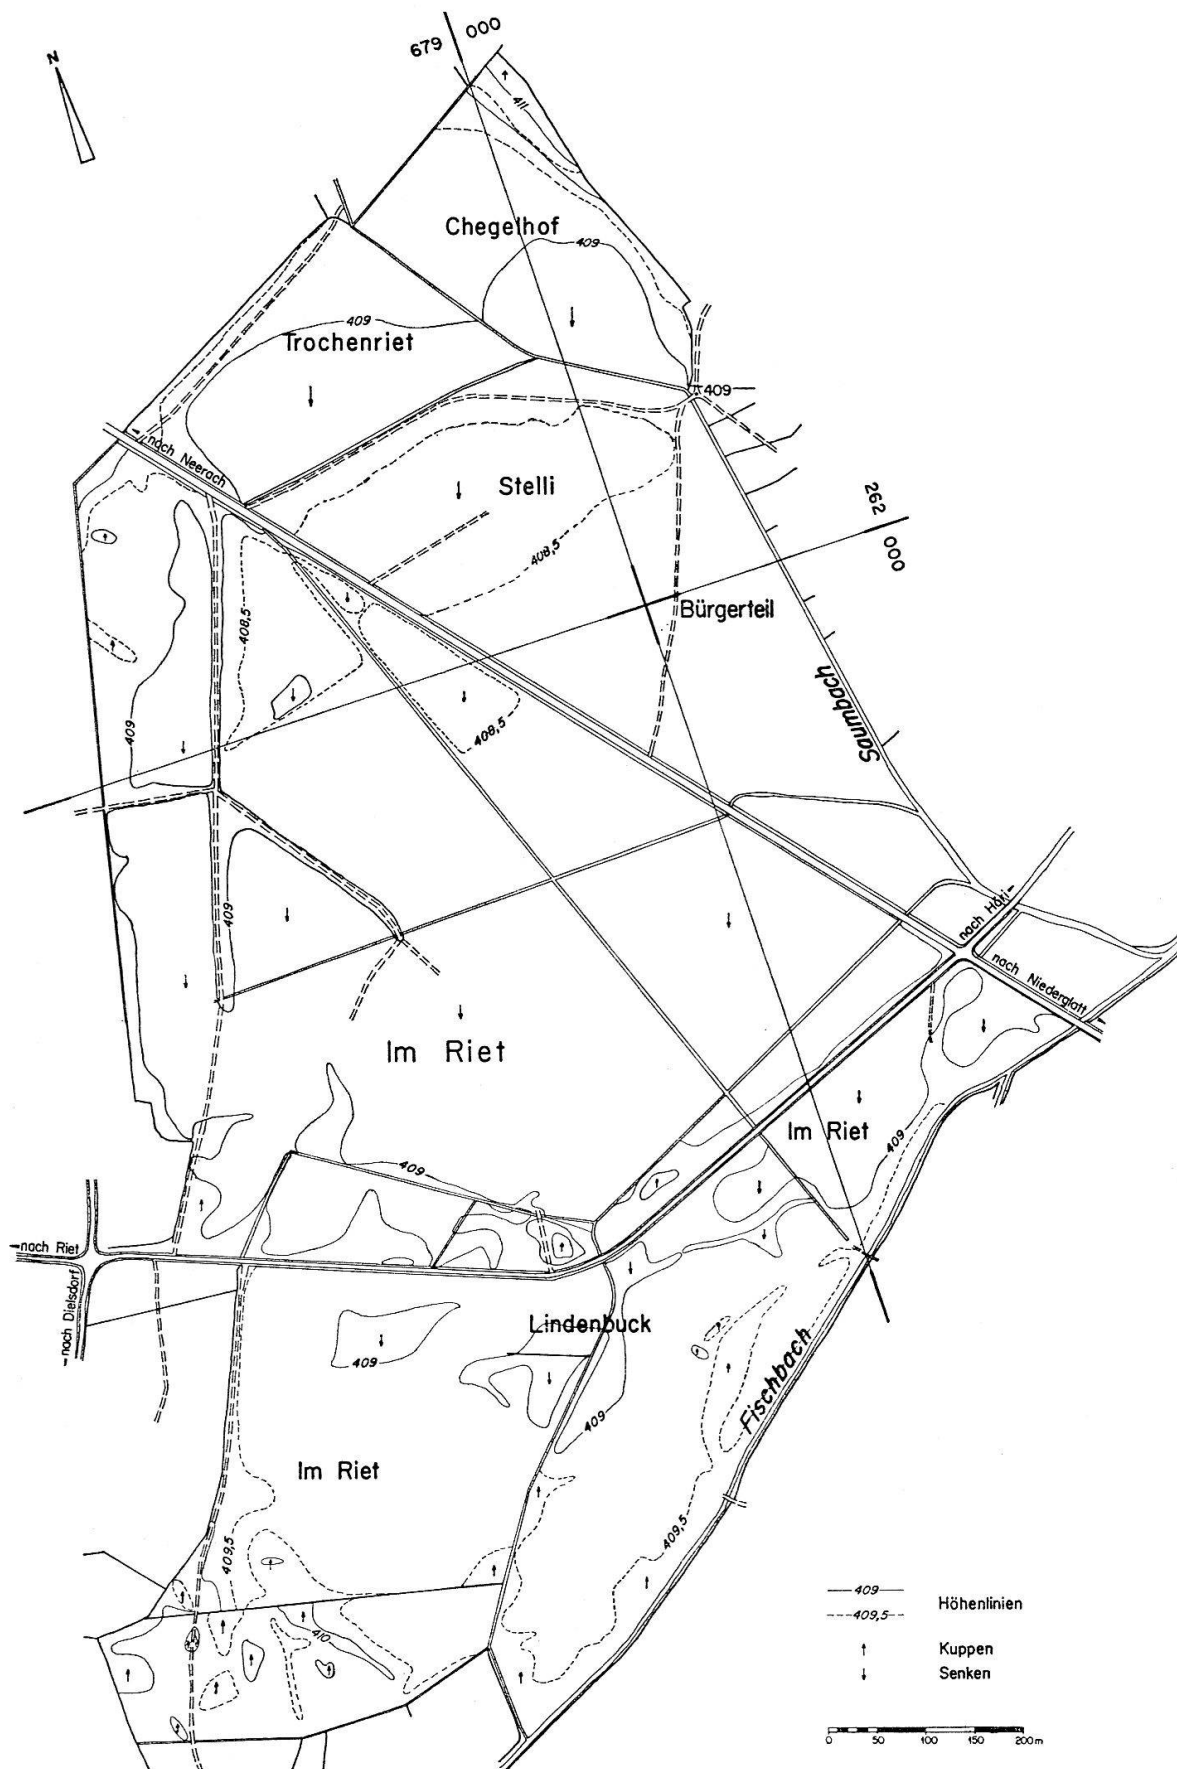 679 000
N
411
Chegelhof
409
409
Trochenriet
409
nach Neerach
Stelli
262 000
408,5
Bürgerteil
408,5
Saumbach
408,5
409
409
nach Höri
nach Niederglatt
Im Riet
Im Riet
409
409
nach Riet
nach Dielsdorf
Lindenbuck
409
Fischbach
409
Im Riet
409,5
409,5
410
409 Höhenlinien
409,5
Kuppen
Senken
0 50 100 150 200m